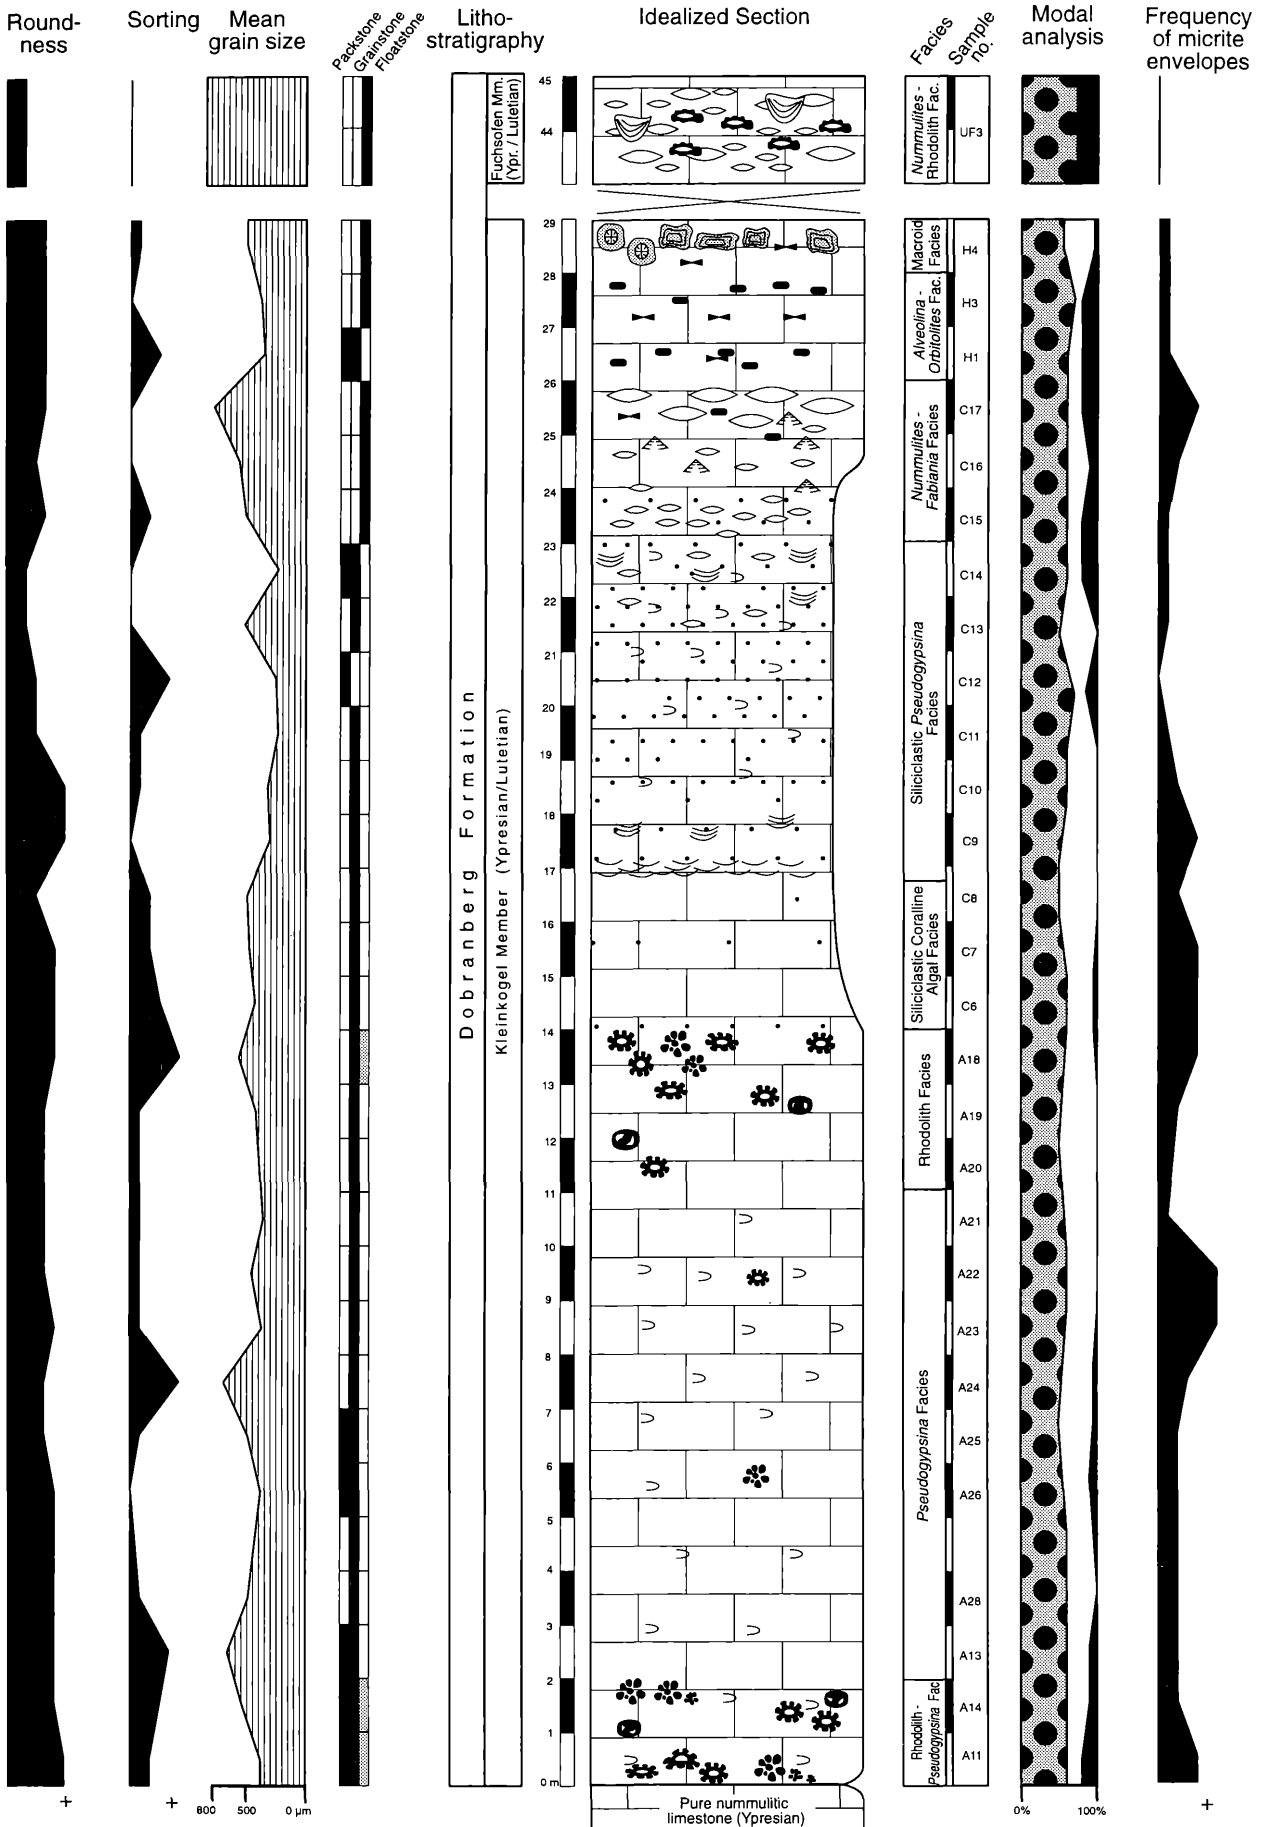 Round-
ness
Sorting
Mean
grain size
Packstone
Grainstone
Floatstone
Litho-
stratigraphy
Idealized Section
Facies
Sample
no.
Modal
analysis
Frequency
of micrite
envelopes
Dobranberg Formation
Fuchsofen Mm.
(Ypr. / Lutetian)
Kleinkogel Member (Ypresian/Lutetian)
45
44
29
28
27
26
25
24
23
22
21
20
19
18
17
16
15
14
13
12
11
10
9
8
7
6
5
4
3
2
1
0 m
Pure nummulitic
limestone (Ypresian)
Nummulites -
Rhodolith Fac.
Macroid
Facies
Alveolina -
Orbitolites Fac.
Nummulites -
Fabiania Facies
Siliciclastic Pseudogypsina
Facies
Siliciclastic Coralline
Algal Facies
Rhodolith Facies
Pseudogypsina Facies
Rhodolith -
Pseudogypsina Fac
UF3
H4
H3
H1
C17
C16
C15
C14
C13
C12
C11
C10
C9
C8
C7
C6
A18
A19
A20
A21
A22
A23
A24
A25
A26
A28
A13
A14
A11
+
+
800 500 0 µm
0% 100%
+